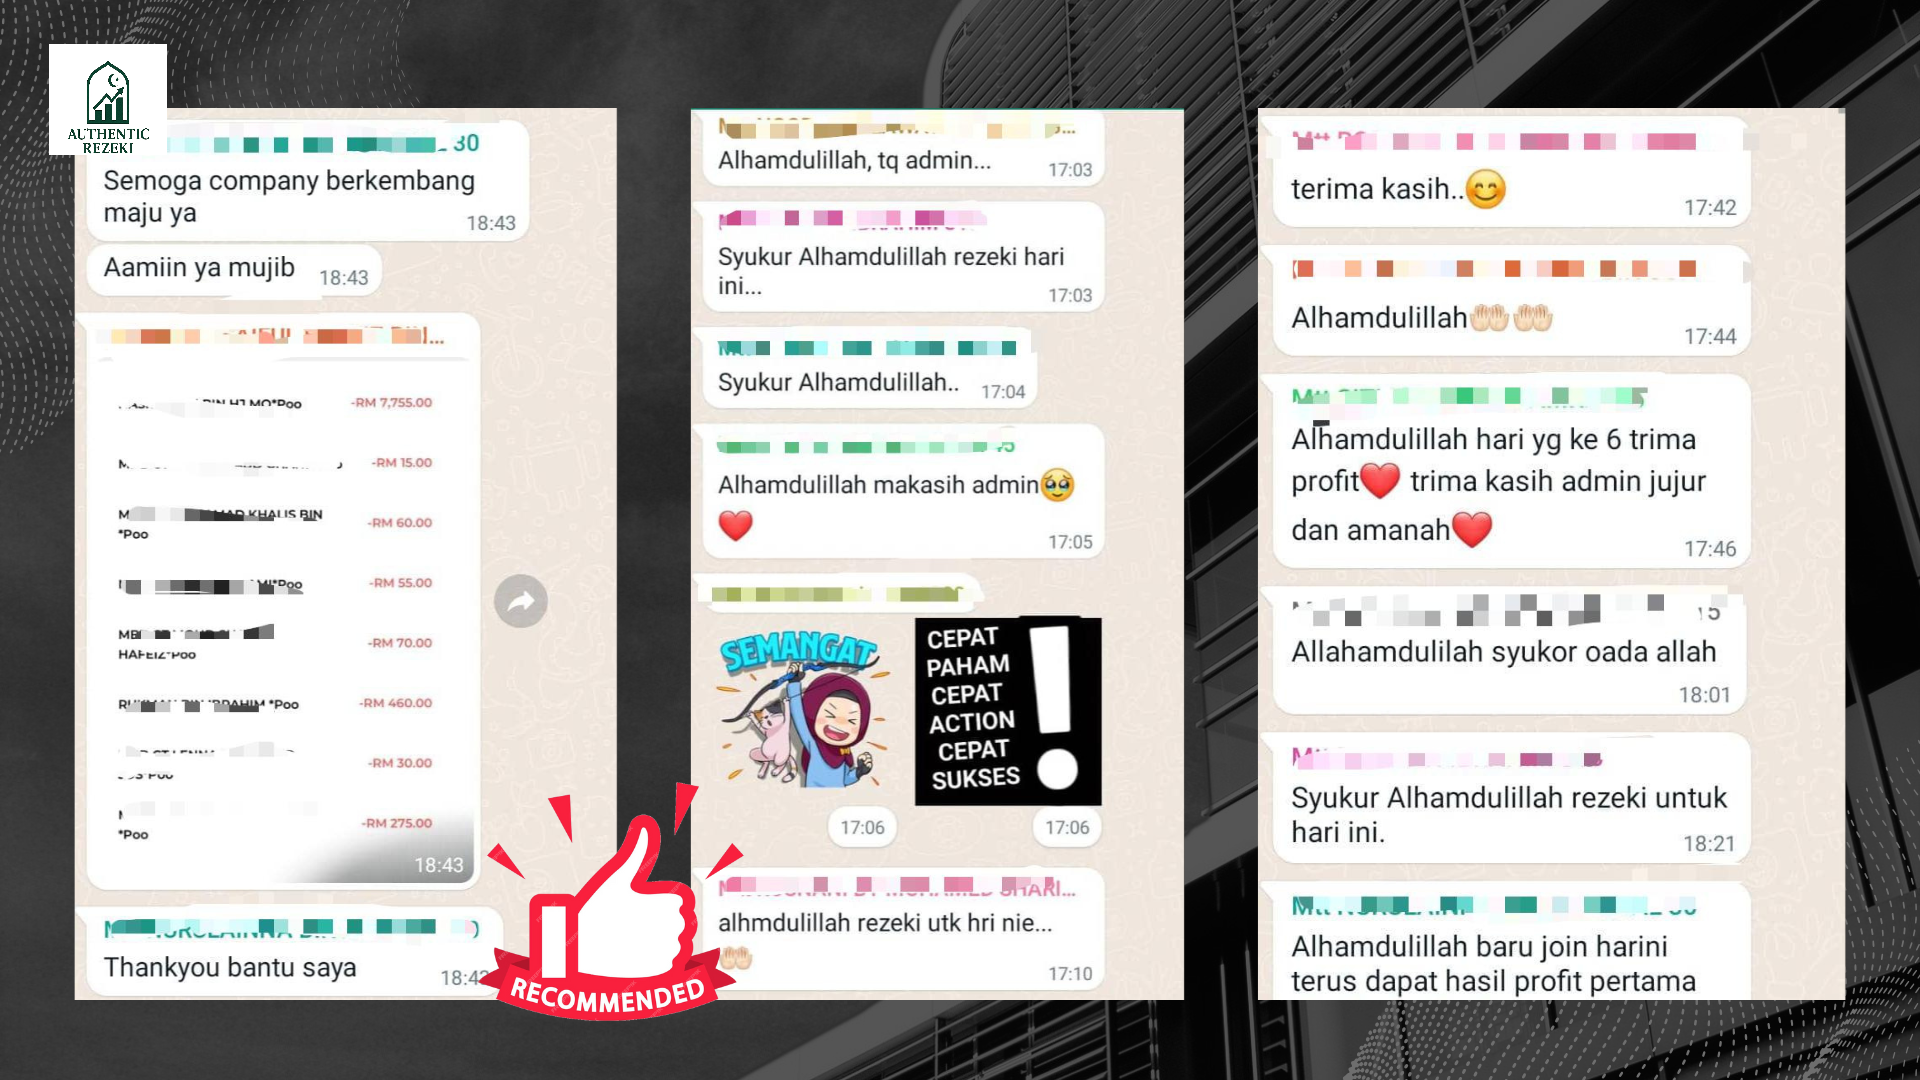 AUTHENTIC
REZEKI
30
Semoga company berkembang
maju ya
18:43
Aamiin ya mujib
18:43
-RM 7,755.00
-RM 15.00
KHALIS BIN
*Poo
-RM 60.00
-RM 55.00
HAFEIZ*Poo
-RM 70.00
IBRAHIM *Poo
-RM 460.00
-RM 30.00
*Poo
-RM 275.00
18:43
Thankyou bantu saya
18:43
Alhamdulillah, tq admin...
17:03
Syukur Alhamdulillah rezeki hari
ini...
17:03
Syukur Alhamdulillah..
17:04
Alhamdulillah makasih admin🥹
❤️
17:05
SEMANGAT
CEPAT
PAHAM
CEPAT
ACTION
CEPAT
SUKSES
!
17:06
17:06
alhmdulillah rezeki utk hri nie...
🤲🏻
17:10
RECOMMENDED
terima kasih..😊
17:42
Alhamdulillah🤲🏻🤲🏻
17:44
Alhamdulillah hari yg ke 6 trima
profit❤️ trima kasih admin jujur
dan amanah❤️
17:46
15
Allahamdulilah syukor oada allah
18:01
Syukur Alhamdulillah rezeki untuk
hari ini.
18:21
Alhamdulillah baru join harini
terus dapat hasil profit pertama